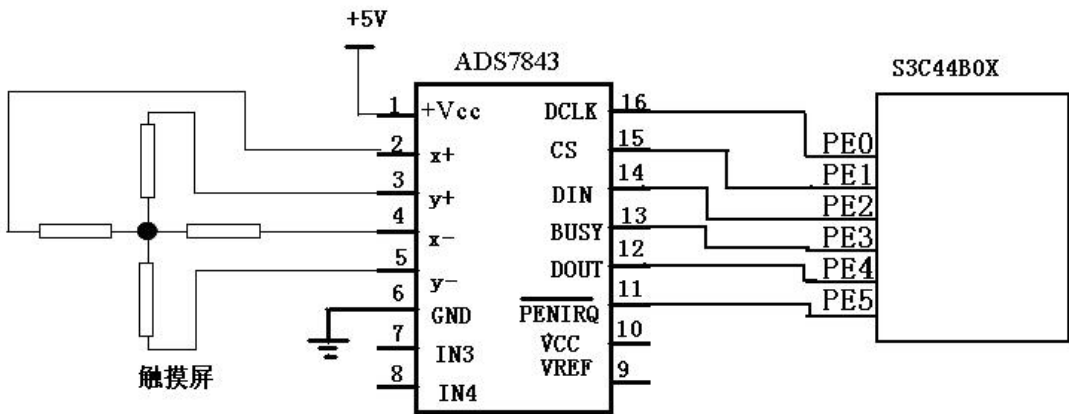 +5V
ADS7843
S3C44B0X
1 +Vcc DCLK 16
2 x+ CS 15
3 y+ DIN 14
4 x- BUSY 13
5 y- DOUT 12
6 GND PENIRQ 11
7 IN3 VCC 10
8 IN4 VREF 9
PE0
PE1
PE2
PE3
PE4
PE5
触摸屏